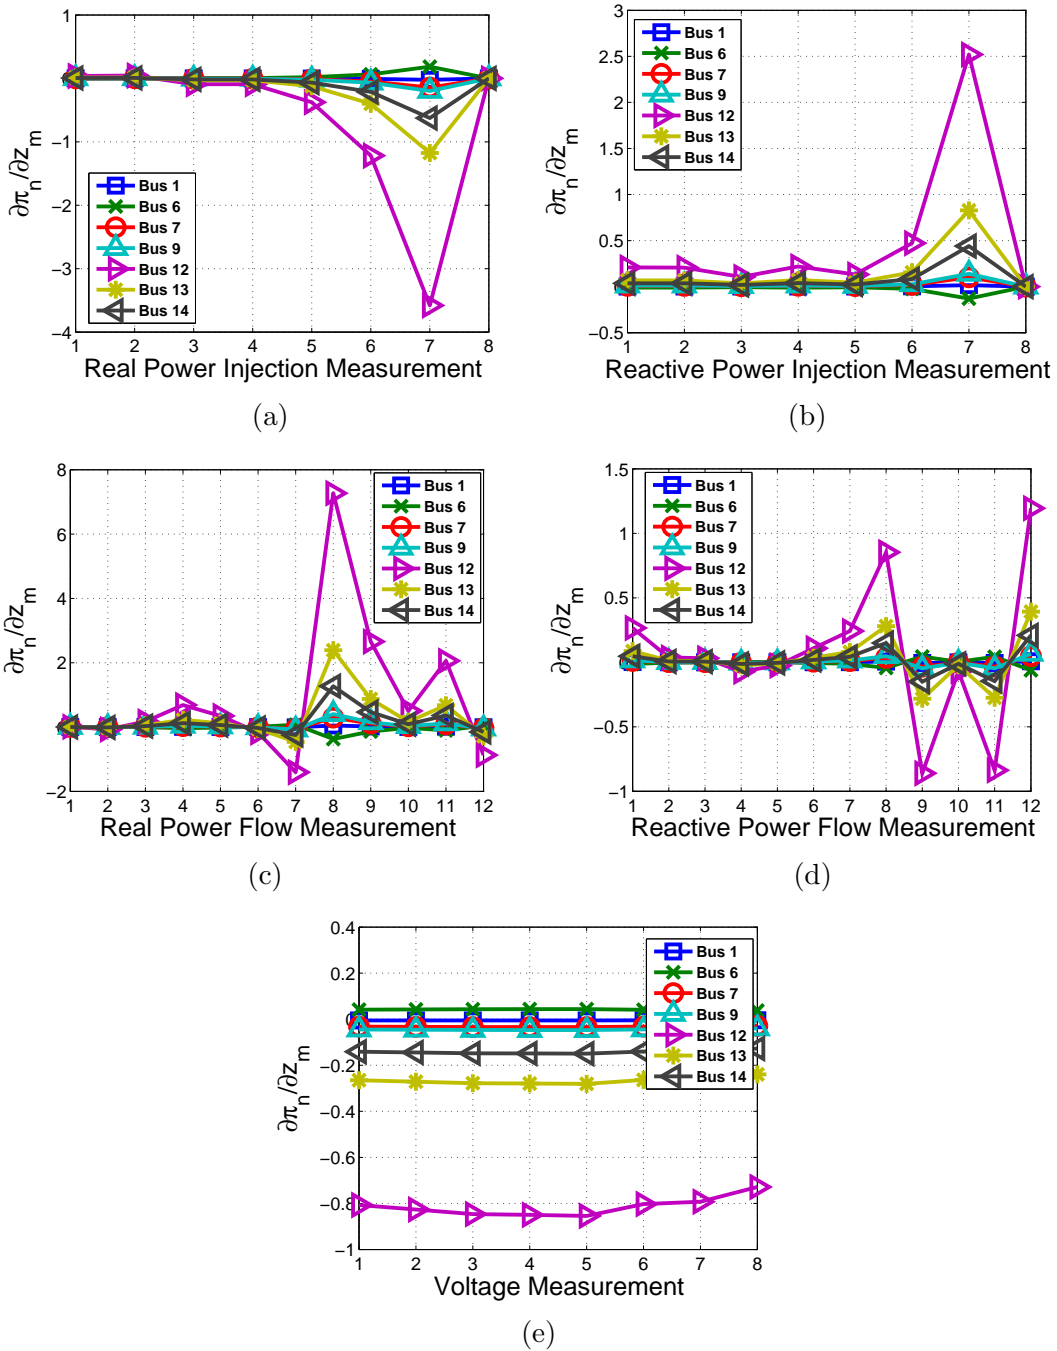 1
0
−1
−2
−3
−4
∂π_n/∂z_m
Bus 1
Bus 6
Bus 7
Bus 9
Bus 12
Bus 13
Bus 14
1 2 3 4 5 6 7 8
Real Power Injection Measurement
(a)
3
2.5
2
1.5
1
0.5
0
−0.5
∂π_n/∂z_m
Bus 1
Bus 6
Bus 7
Bus 9
Bus 12
Bus 13
Bus 14
1 2 3 4 5 6 7 8
Reactive Power Injection Measurement
(b)
8
6
4
2
0
−2
∂π_n/∂z_m
Bus 1
Bus 6
Bus 7
Bus 9
Bus 12
Bus 13
Bus 14
1 2 3 4 5 6 7 8 9 10 11 12
Real Power Flow Measurement
(c)
1.5
1
0.5
0
−0.5
−1
∂π_n/∂z_m
Bus 1
Bus 6
Bus 7
Bus 9
Bus 12
Bus 13
Bus 14
1 2 3 4 5 6 7 8 9 10 11 12
Reactive Power Flow Measurement
(d)
0.4
0.2
0
−0.2
−0.4
−0.6
−0.8
−1
∂π_n/∂z_m
Bus 1
Bus 6
Bus 7
Bus 9
Bus 12
Bus 13
Bus 14
1 2 3 4 5 6 7 8
Voltage Measurement
(e)